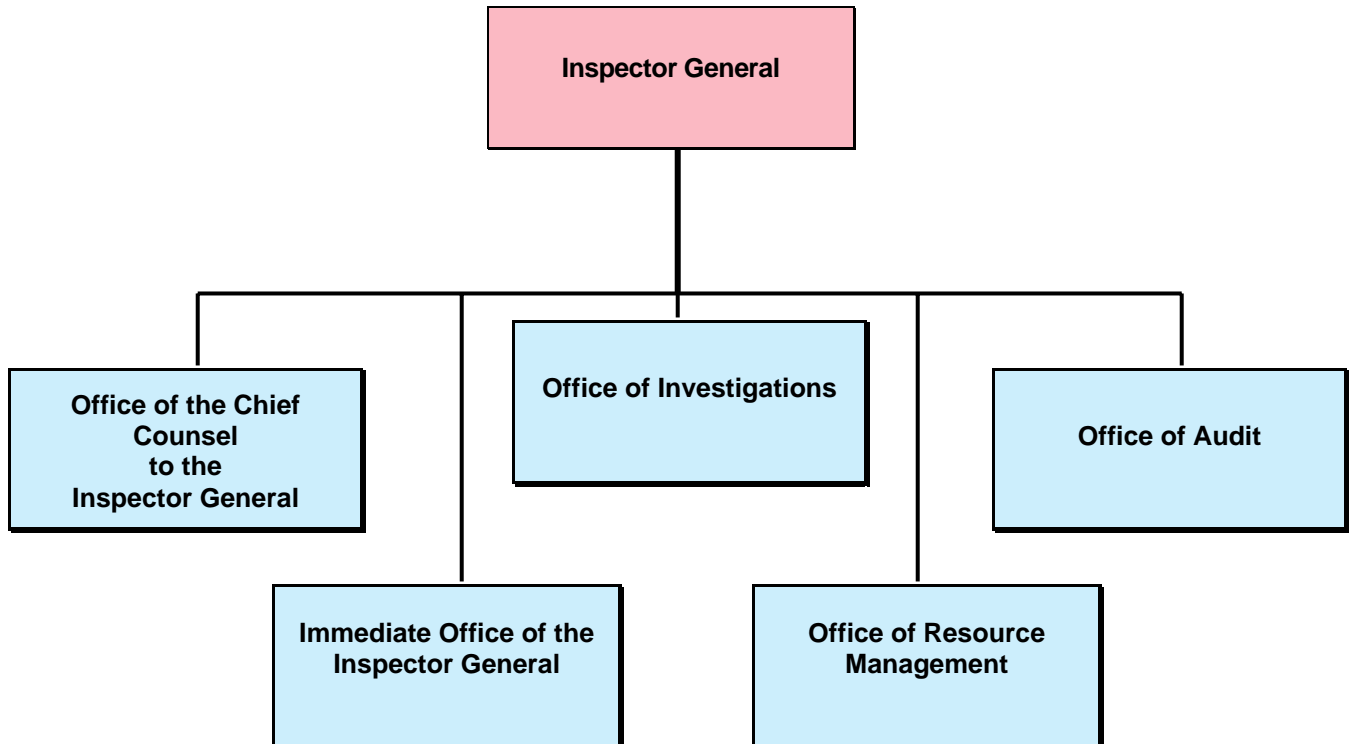 Inspector General
Office of the Chief
Counsel
to the
Inspector General
Office of Investigations
Office of Audit
Immediate Office of the
Inspector General
Office of Resource
Management